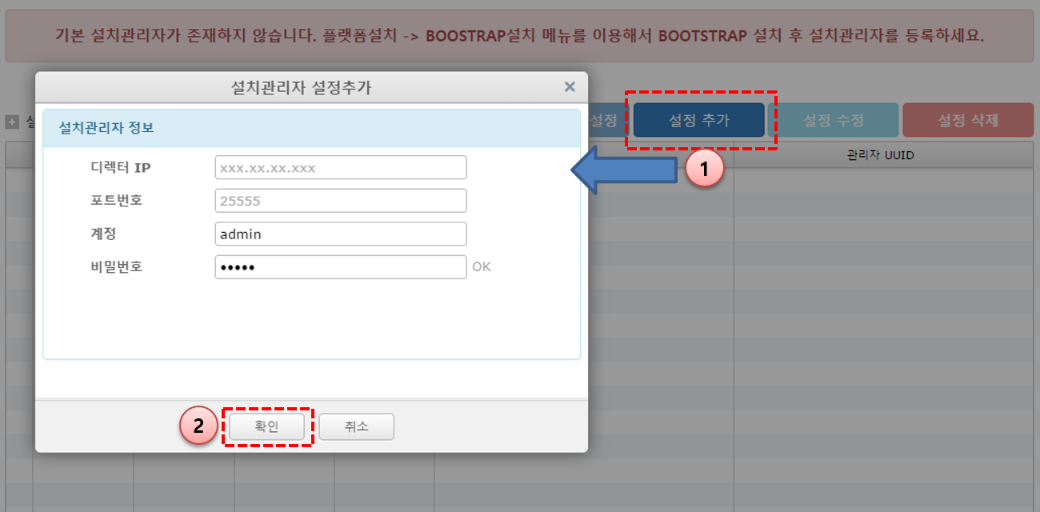 기본 설치관리자가 존재하지 않습니다. 플랫폼설치 -> BOOSTRAP설치 메뉴를 이용해서 BOOTSTRAP 설치 후 설치관리자를 등록하세요.
설치관리자 설정추가 ×
설정 설정 추가 설정 수정 설정 삭제
설치관리자 정보
관리자 UUID
디렉터 IP xxx.xx.xx.xxx
1
포트번호 25555
계정 admin
비밀번호 ••••• OK
2 확인 취소